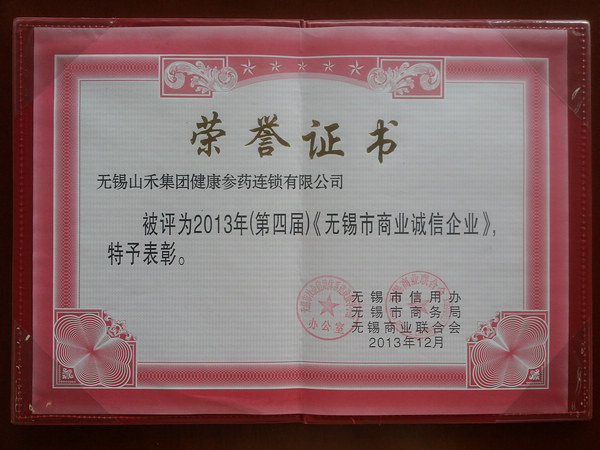 荣誉证书
无锡山禾集团健康参药连锁有限公司
被评为2013年(第四届)《无锡市商业诚信企业》,
特予表彰。
无锡市信用办
无锡市商务局
无锡商业联合会
2013年12月
办公室